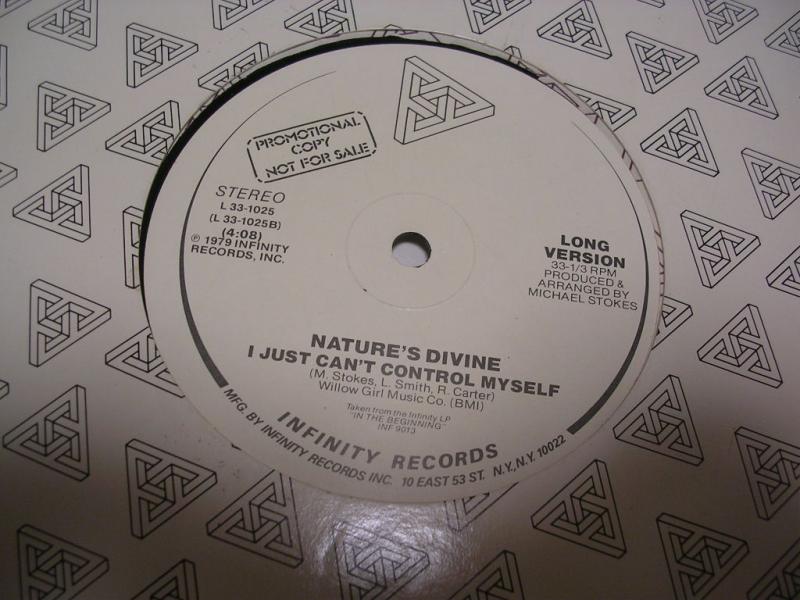 PROMOTIONAL
COPY
NOT FOR SALE
STEREO
L 33-1025
(L 33-1025B)
(4:08)
℗ 1979 INFINITY
RECORDS, INC.
LONG
VERSION
33-1/3 RPM
PRODUCED &
ARRANGED BY
MICHAEL STOKES
NATURE'S DIVINE
I JUST CAN'T CONTROL MYSELF
(M. Stokes, L. Smith, R. Carter)
Willow Girl Music Co. (BMI)
Taken from the Infinity LP
"IN THE BEGINNING"
INF 9013
INFINITY RECORDS
MFG. BY INFINITY RECORDS INC. 10 EAST 53 ST. N.Y., N.Y. 10022